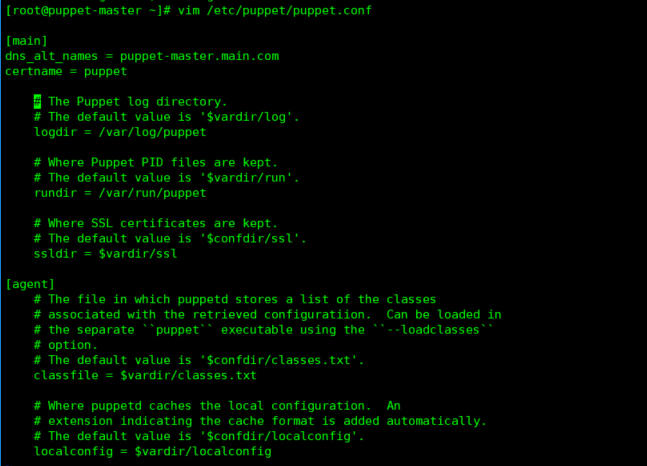 [root@puppet-master ~]# vim /etc/puppet/puppet.conf
[main]
dns_alt_names = puppet-master.main.com
certname = puppet
# The Puppet log directory.
# The default value is '$vardir/log'.
logdir = /var/log/puppet
# Where Puppet PID files are kept.
# The default value is '$vardir/run'.
rundir = /var/run/puppet
# Where SSL certificates are kept.
# The default value is '$confdir/ssl'.
ssldir = $vardir/ssl
[agent]
# The file in which puppetd stores a list of the classes
# associated with the retrieved configuratiion.  Can be loaded in
# the separate ``puppet`` executable using the ``--loadclasses``
# option.
# The default value is '$confdir/classes.txt'.
classfile = $vardir/classes.txt
# Where puppetd caches the local configuration.  An
# extension indicating the cache format is added automatically.
# The default value is '$confdir/localconfig'.
localconfig = $vardir/localconfig